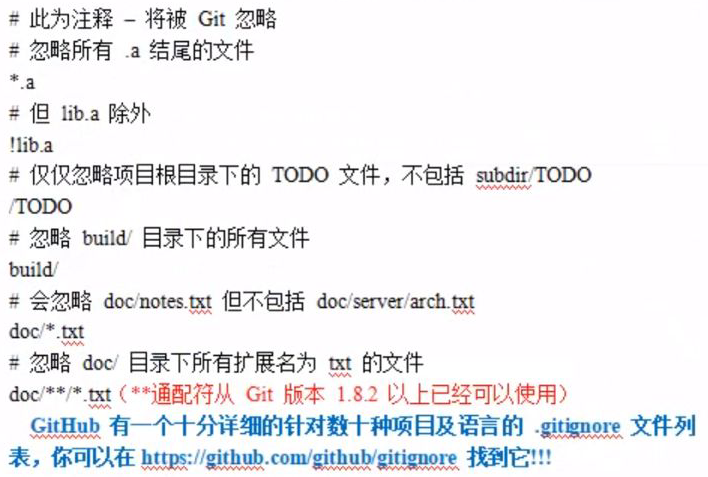 # 此为注释 – 将被 Git 忽略
# 忽略所有 .a 结尾的文件
*.a
# 但 lib.a 除外
!lib.a
# 仅仅忽略项目根目录下的 TODO 文件，不包括 subdir/TODO
/TODO
# 忽略 build/ 目录下的所有文件
build/
# 会忽略 doc/notes.txt 但不包括 doc/server/arch.txt
doc/*.txt
# 忽略 doc/ 目录下所有扩展名为 txt 的文件
doc/**/*.txt（**通配符从 Git 版本 1.8.2 以上已经可以使用）
GitHub 有一个十分详细的针对数十种项目及语言的 .gitignore 文件列
表，你可以在 https://github.com/github/gitignore 找到它!!!